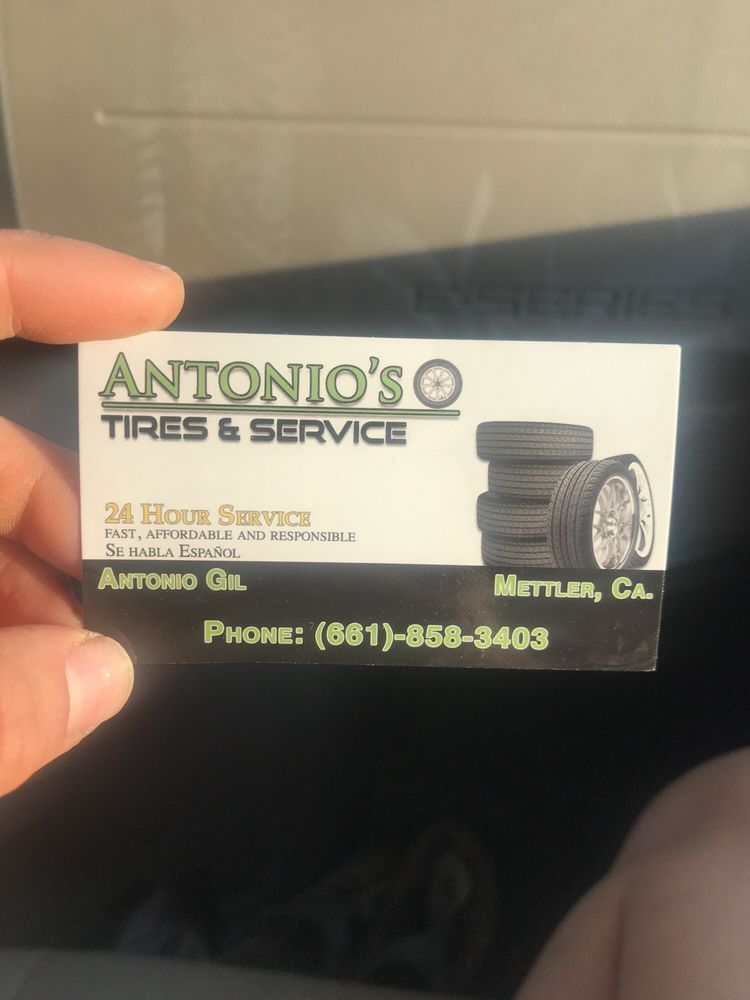 E-SERIES
ANTONIO'S
TIRES & SERVICE
24 HOUR SERVICE
FAST, AFFORDABLE AND RESPONSIBLE
SE HABLA ESPAÑOL
ANTONIO GIL
METTLER, CA.
PHONE: (661)-858-3403